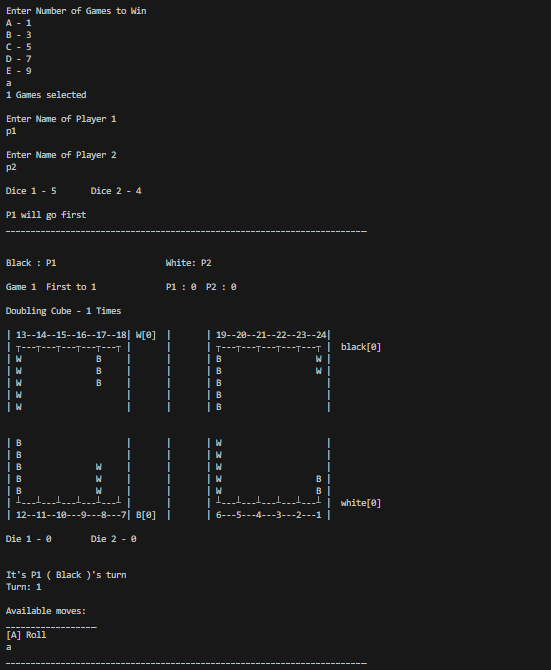 Enter Number of Games to Win
A - 1
B - 3
C - 5
D - 7
E - 9
a
1 Games selected

Enter Name of Player 1
p1

Enter Name of Player 2
p2

Dice 1 - 5      Dice 2 - 4

P1 will go first
________________________________________________________________________

Black : P1                      White: P2

Game 1  First to 1              P1 : 0  P2 : 0

Doubling Cube - 1 Times

| 13--14--15--16--17--18| W[0]  |       | 19--20--21--22--23--24|
| ┬---┬---┬---┬---┬---┬ |       |       | ┬---┬---┬---┬---┬---┬ |  black[0]
| W               B     |       |       | B                   W |
| W               B     |       |       | B                   W |
| W               B     |       |       | B                     |
| W                     |       |       | B                     |
| W                     |       |       | B                     |

| B                     |       |       | W                     |
| B                     |       |       | W                     |
| B               W     |       |       | W                     |
| B               W     |       |       | W                   B |
| B               W     |       |       | W                   B |
| ┴---┴---┴---┴---┴---┴ |       |       | ┴---┴---┴---┴---┴---┴ |  white[0]
| 12--11--10---9---8---7| B[0]  |       | 6---5---4---3---2---1 |

Die 1 - 0       Die 2 - 0

It's P1 ( Black )'s turn
Turn: 1

Available moves:
__________________
[A] Roll
a
________________________________________________________________________